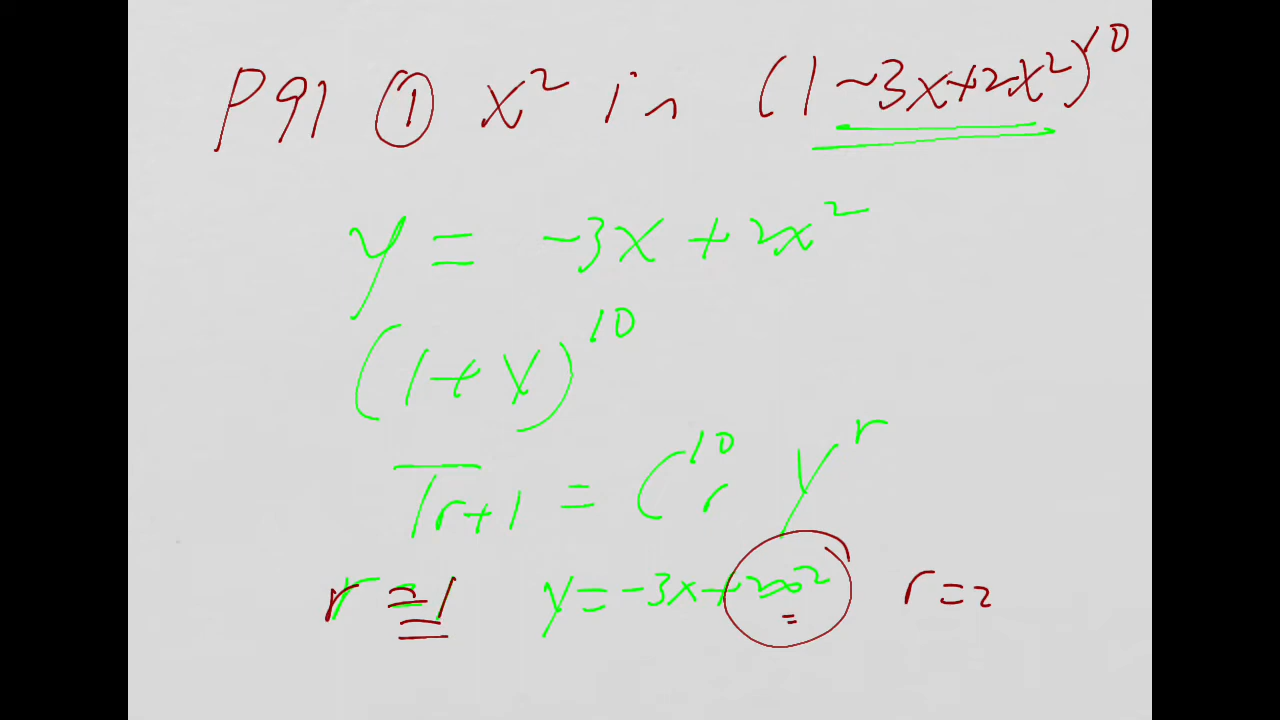 P91 ① x² in (1-3x+2x²)¹⁰
y = -3x + 2x²
(1+y)¹⁰
Tr+1 = C¹⁰r yʳ
r=1 y=-3x+2x² r=2